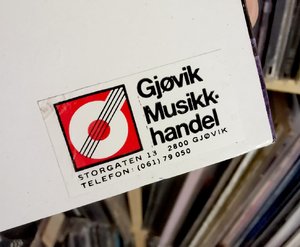 Gjøvik
Musikk-
handel
STORGATEN 13 2800 GJØVIK
TELEFON: (061) 79 050